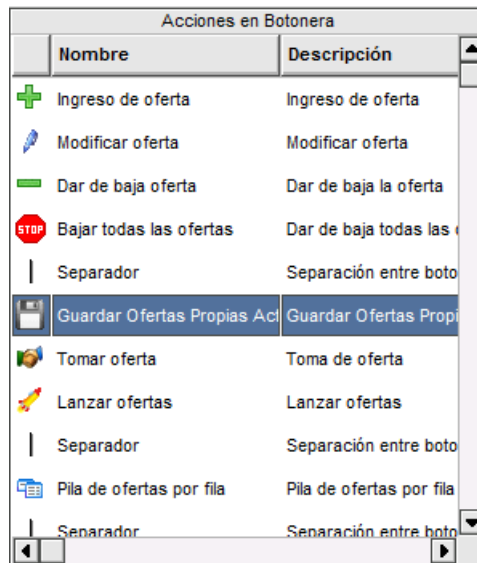 Acciones en Botonera
Nombre Descripción
Ingreso de oferta Ingreso de oferta
Modificar oferta Modificar oferta
Dar de baja oferta Dar de baja la oferta
STOP Bajar todas las ofertas Dar de baja todas las
Separador Separación entre boto
Guardar Ofertas Propias Act Guardar Ofertas Propi
Tomar oferta Toma de oferta
Lanzar ofertas Lanzar ofertas
Separador Separación entre boto
Pila de ofertas por fila Pila de ofertas por fila
Separador Separación entre boto